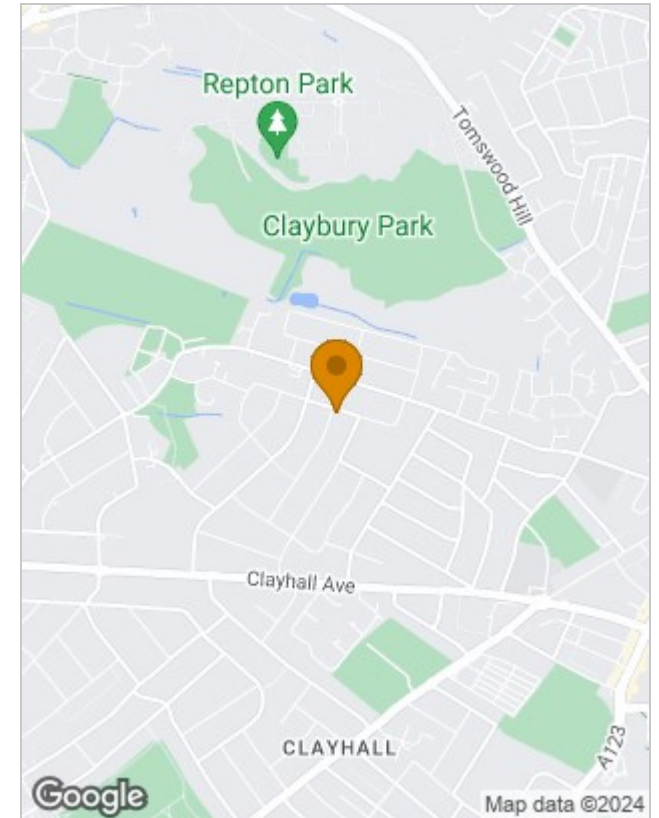 Repton Park
Tomswood Hill
Claybury Park
Clayhall Ave
CLAYHALL
A123
Google
Map data ©2024